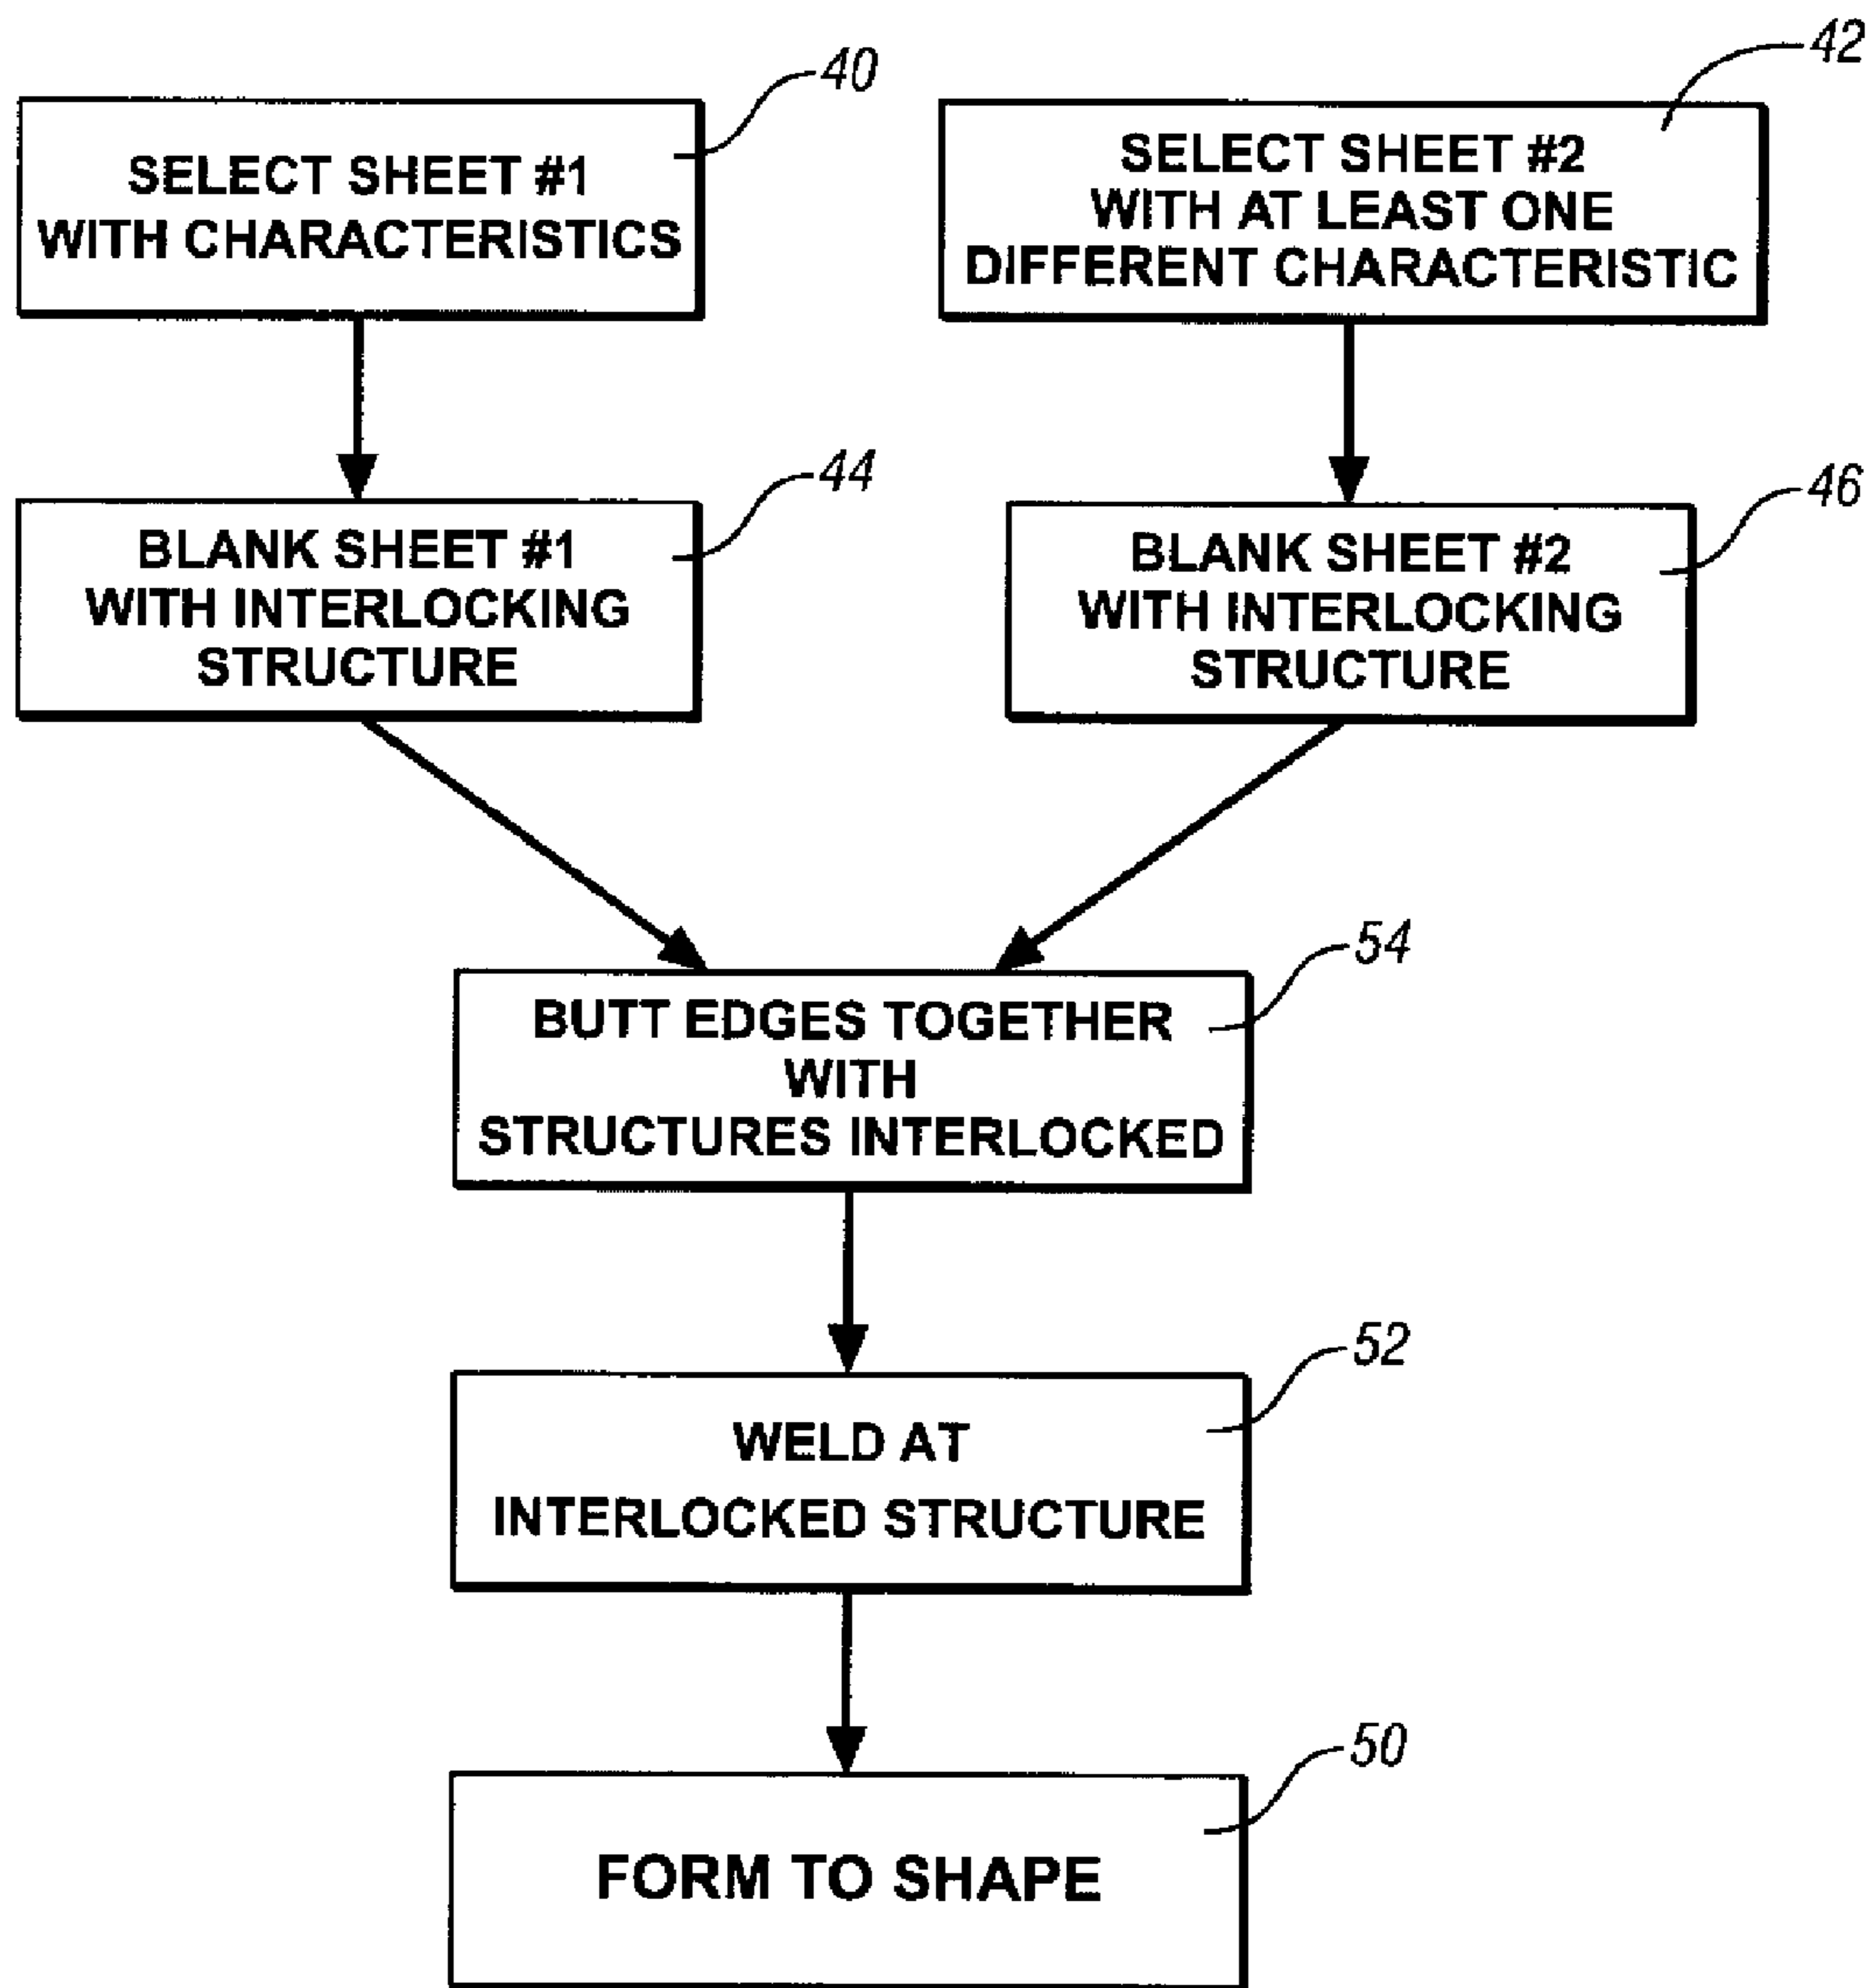 40
SELECT SHEET #1
WITH CHARACTERISTICS
42
SELECT SHEET #2
WITH AT LEAST ONE
DIFFERENT CHARACTERISTIC
44
BLANK SHEET #1
WITH INTERLOCKING
STRUCTURE
46
BLANK SHEET #2
WITH INTERLOCKING
STRUCTURE
54
BUTT EDGES TOGETHER
WITH
STRUCTURES INTERLOCKED
52
WELD AT
INTERLOCKED STRUCTURE
50
FORM TO SHAPE